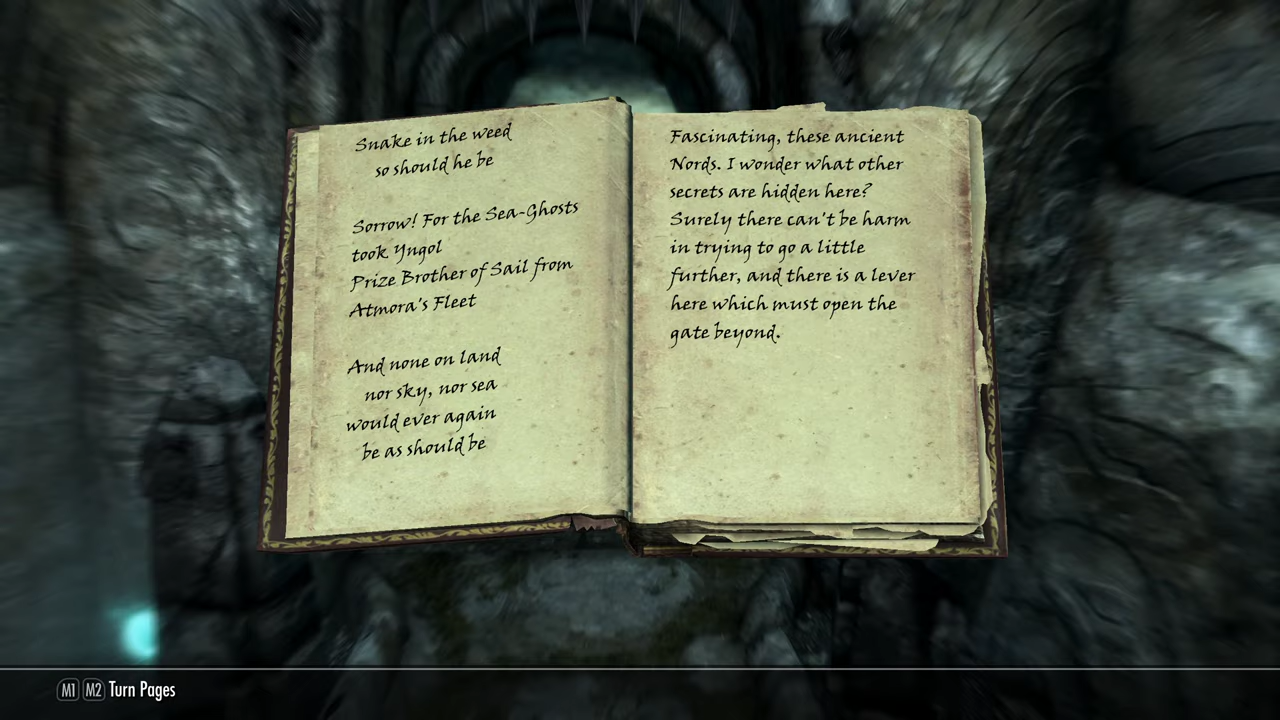 Snake in the weed
so should he be
Sorrow! For the Sea-Ghosts
took Yngol
Prize Brother of Sail from
Atmora's Fleet
And none on land
nor sky, nor sea
would ever again
be as should be
Fascinating, these ancient
Nords. I wonder what other
secrets are hidden here?
Surely there can't be harm
in trying to go a little
further, and there is a lever
here which must open the
gate beyond.
M1 M2 Turn Pages